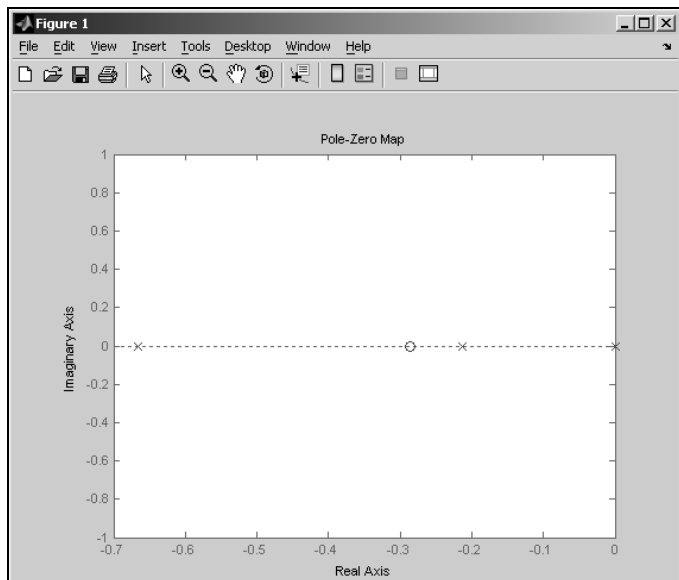 Figure 1
File Edit View Insert Tools Desktop Window Help
Pole-Zero Map
1
0.8
0.6
0.4
0.2
0
-0.2
-0.4
-0.6
-0.8
-1
Imaginary Axis
-0.7 -0.6 -0.5 -0.4 -0.3 -0.2 -0.1 0
Real Axis